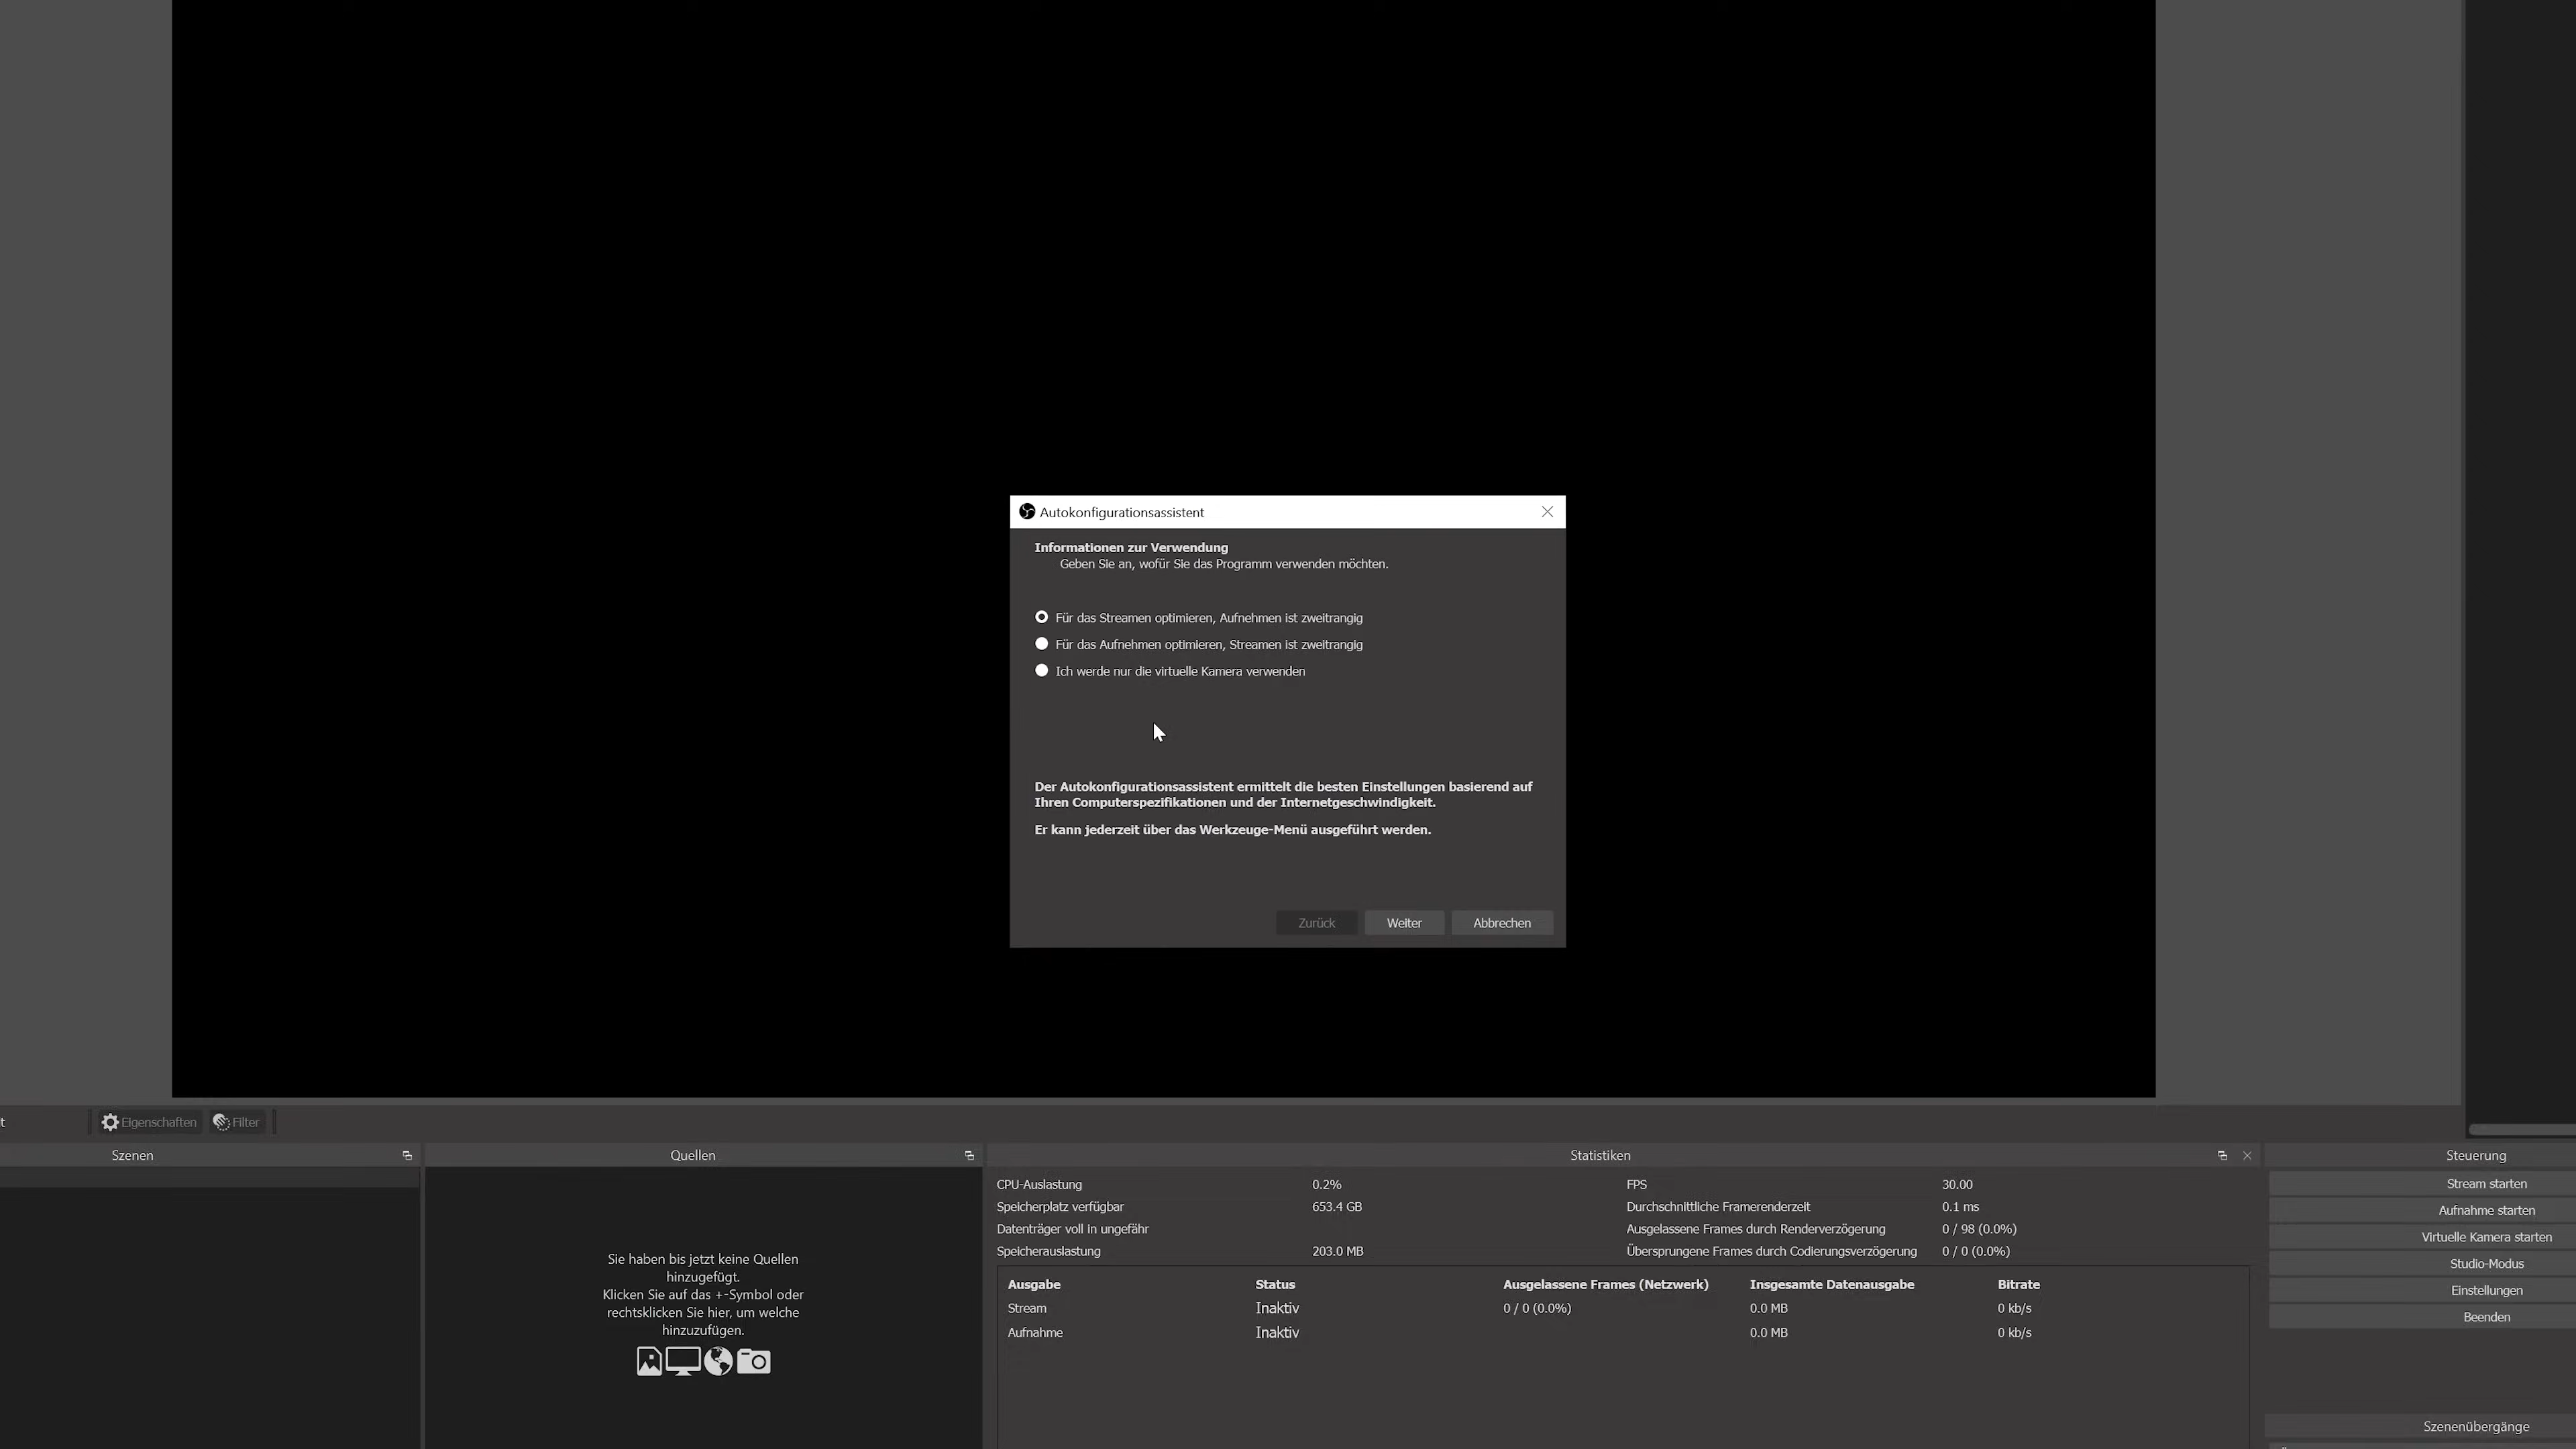 Autokonfigurationsassistent
Informationen zur Verwendung
Geben Sie an, wofür Sie das Programm verwenden möchten.
Für das Streamen optimieren, Aufnehmen ist zweitrangig
Für das Aufnehmen optimieren, Streamen ist zweitrangig
Ich werde nur die virtuelle Kamera verwenden
Der Autokonfigurationsassistent ermittelt die besten Einstellungen basierend auf
Ihren Computerspezifikationen und der Internetgeschwindigkeit.
Er kann jederzeit über das Werkzeuge-Menü ausgeführt werden.
Zurück Weiter Abbrechen
t Eigenschaften Filter
Szenen
Quellen
Sie haben bis jetzt keine Quellen
hinzugefügt.
Klicken Sie auf das +-Symbol oder
rechtsklicken Sie hier, um welche
hinzuzufügen.
Statistiken
CPU-Auslastung 0.2% FPS 30.00
Speicherplatz verfügbar 653.4 GB Durchschnittliche Framerenderzeit 0.1 ms
Datenträger voll in ungefähr Ausgelassene Frames durch Renderverzögerung 0 / 98 (0.0%)
Speicherauslastung 203.0 MB Übersprungene Frames durch Codierungsverzögerung 0 / 0 (0.0%)
Ausgabe Status Ausgelassene Frames (Netzwerk) Insgesamte Datenausgabe Bitrate
Stream Inaktiv 0 / 0 (0.0%) 0.0 MB 0 kb/s
Aufnahme Inaktiv 0.0 MB 0 kb/s
Steuerung
Stream starten
Aufnahme starten
Virtuelle Kamera starten
Studio-Modus
Einstellungen
Beenden
Szenenübergänge